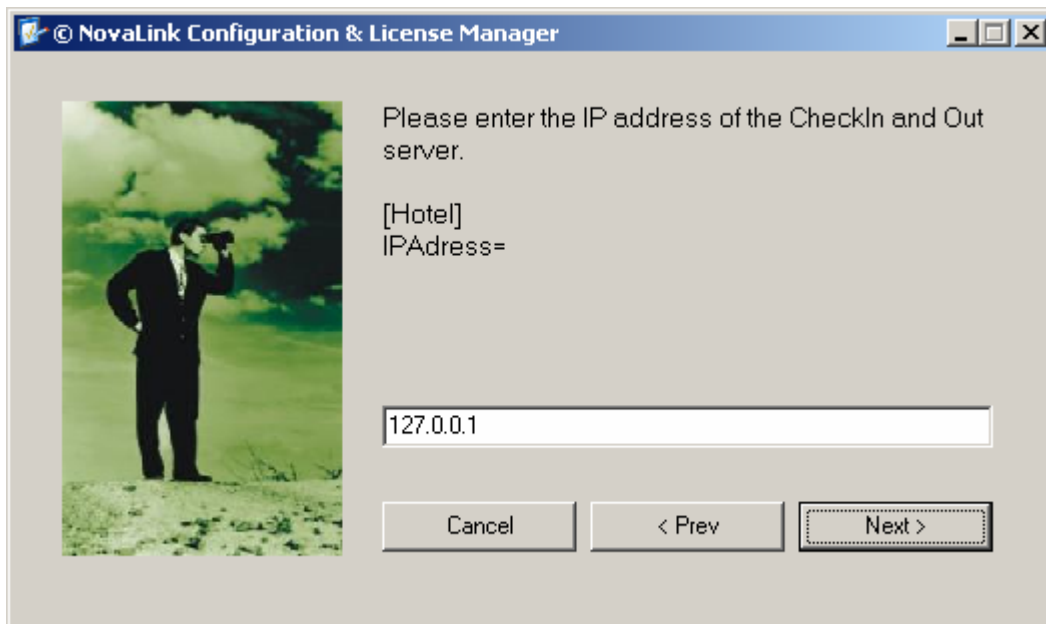 © NovaLink Configuration & License Manager
Please enter the IP address of the CheckIn and Out
server.
[Hotel]
IPAdress=
127.0.0.1
Cancel
< Prev
Next >